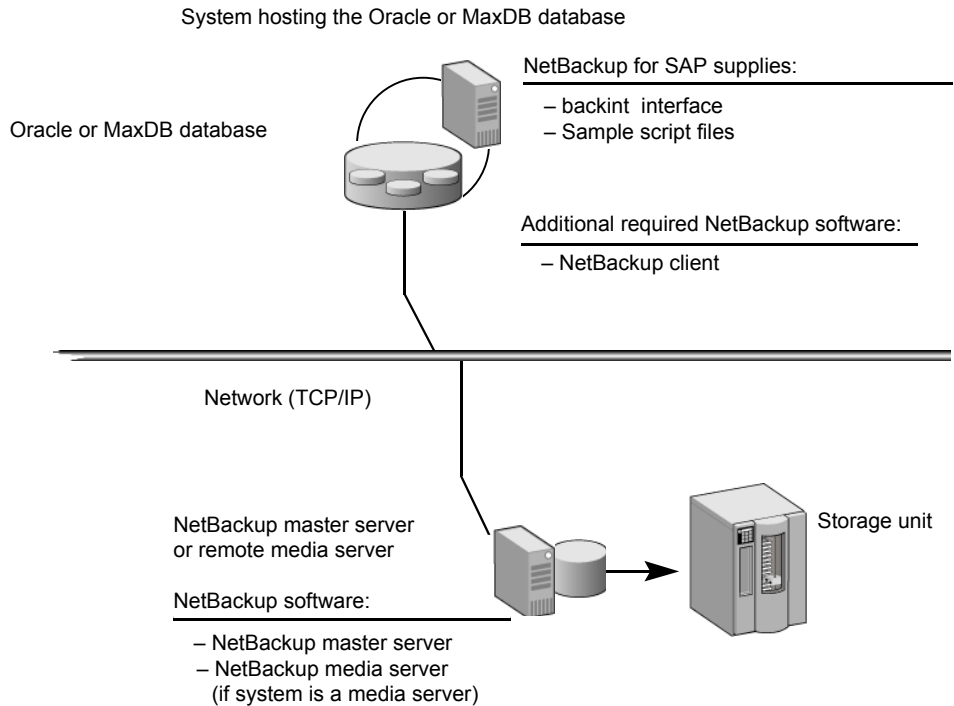 System hosting the Oracle or MaxDB database
NetBackup for SAP supplies:
– backint interface
– Sample script files
Oracle or MaxDB database
Additional required NetBackup software:
– NetBackup client
Network (TCP/IP)
NetBackup master server
or remote media server
Storage unit
NetBackup software:
– NetBackup master server
– NetBackup media server
(if system is a media server)